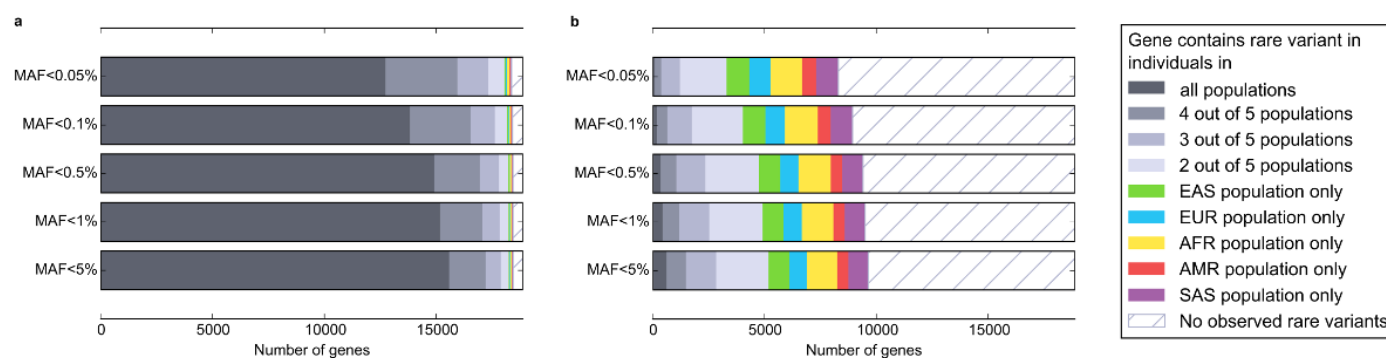 a
MAF<0.05%
MAF<0.1%
MAF<0.5%
MAF<1%
MAF<5%
0 5000 10000 15000
Number of genes
b
MAF<0.05%
MAF<0.1%
MAF<0.5%
MAF<1%
MAF<5%
0 5000 10000 15000
Number of genes
Gene contains rare variant in
individuals in
all populations
4 out of 5 populations
3 out of 5 populations
2 out of 5 populations
EAS population only
EUR population only
AFR population only
AMR population only
SAS population only
No observed rare variants